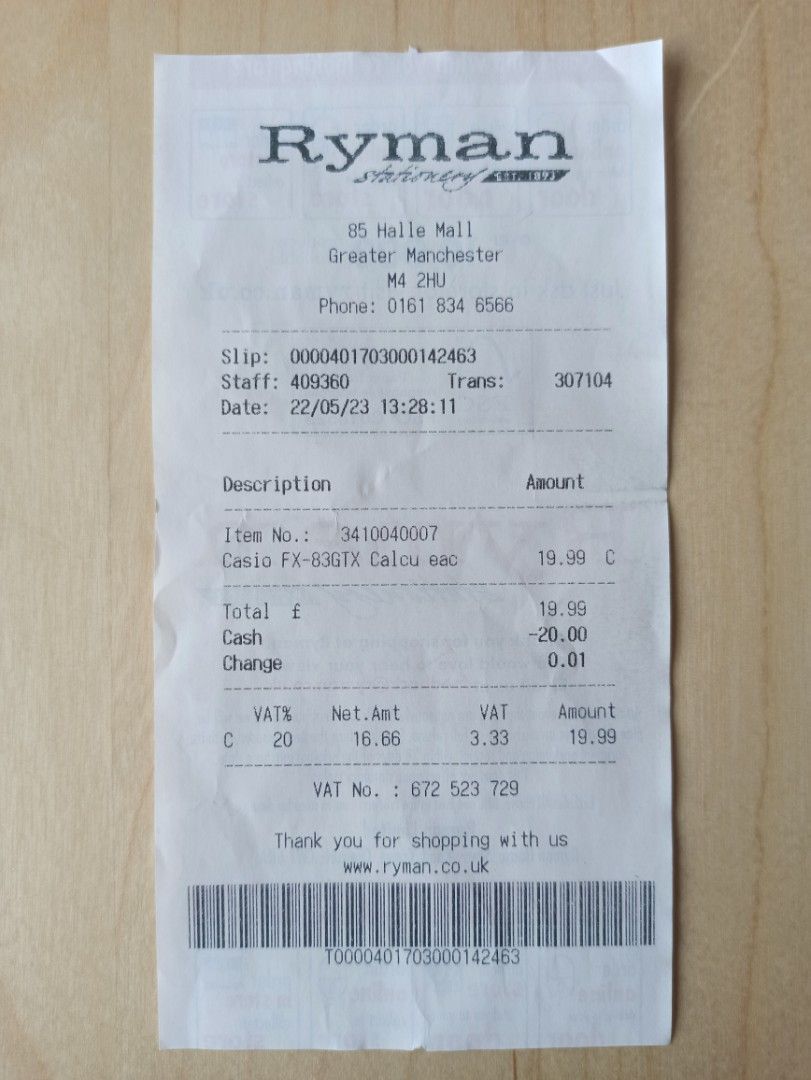 Ryman
stationery EST. 1893
85 Halle Mall
Greater Manchester
M4 2HU
Phone: 0161 834 6566
Slip: 0000401703000142463
Staff: 409360 Trans: 307104
Date: 22/05/23 13:28:11
Description Amount
Item No.: 3410040007
Casio FX-83GTX Calcu eac 19.99 C
Total £ 19.99
Cash -20.00
Change 0.01
VAT% Net.Amt VAT Amount
C 20 16.66 3.33 19.99
VAT No. : 672 523 729
Thank you for shopping with us
www.ryman.co.uk
T0000401703000142463